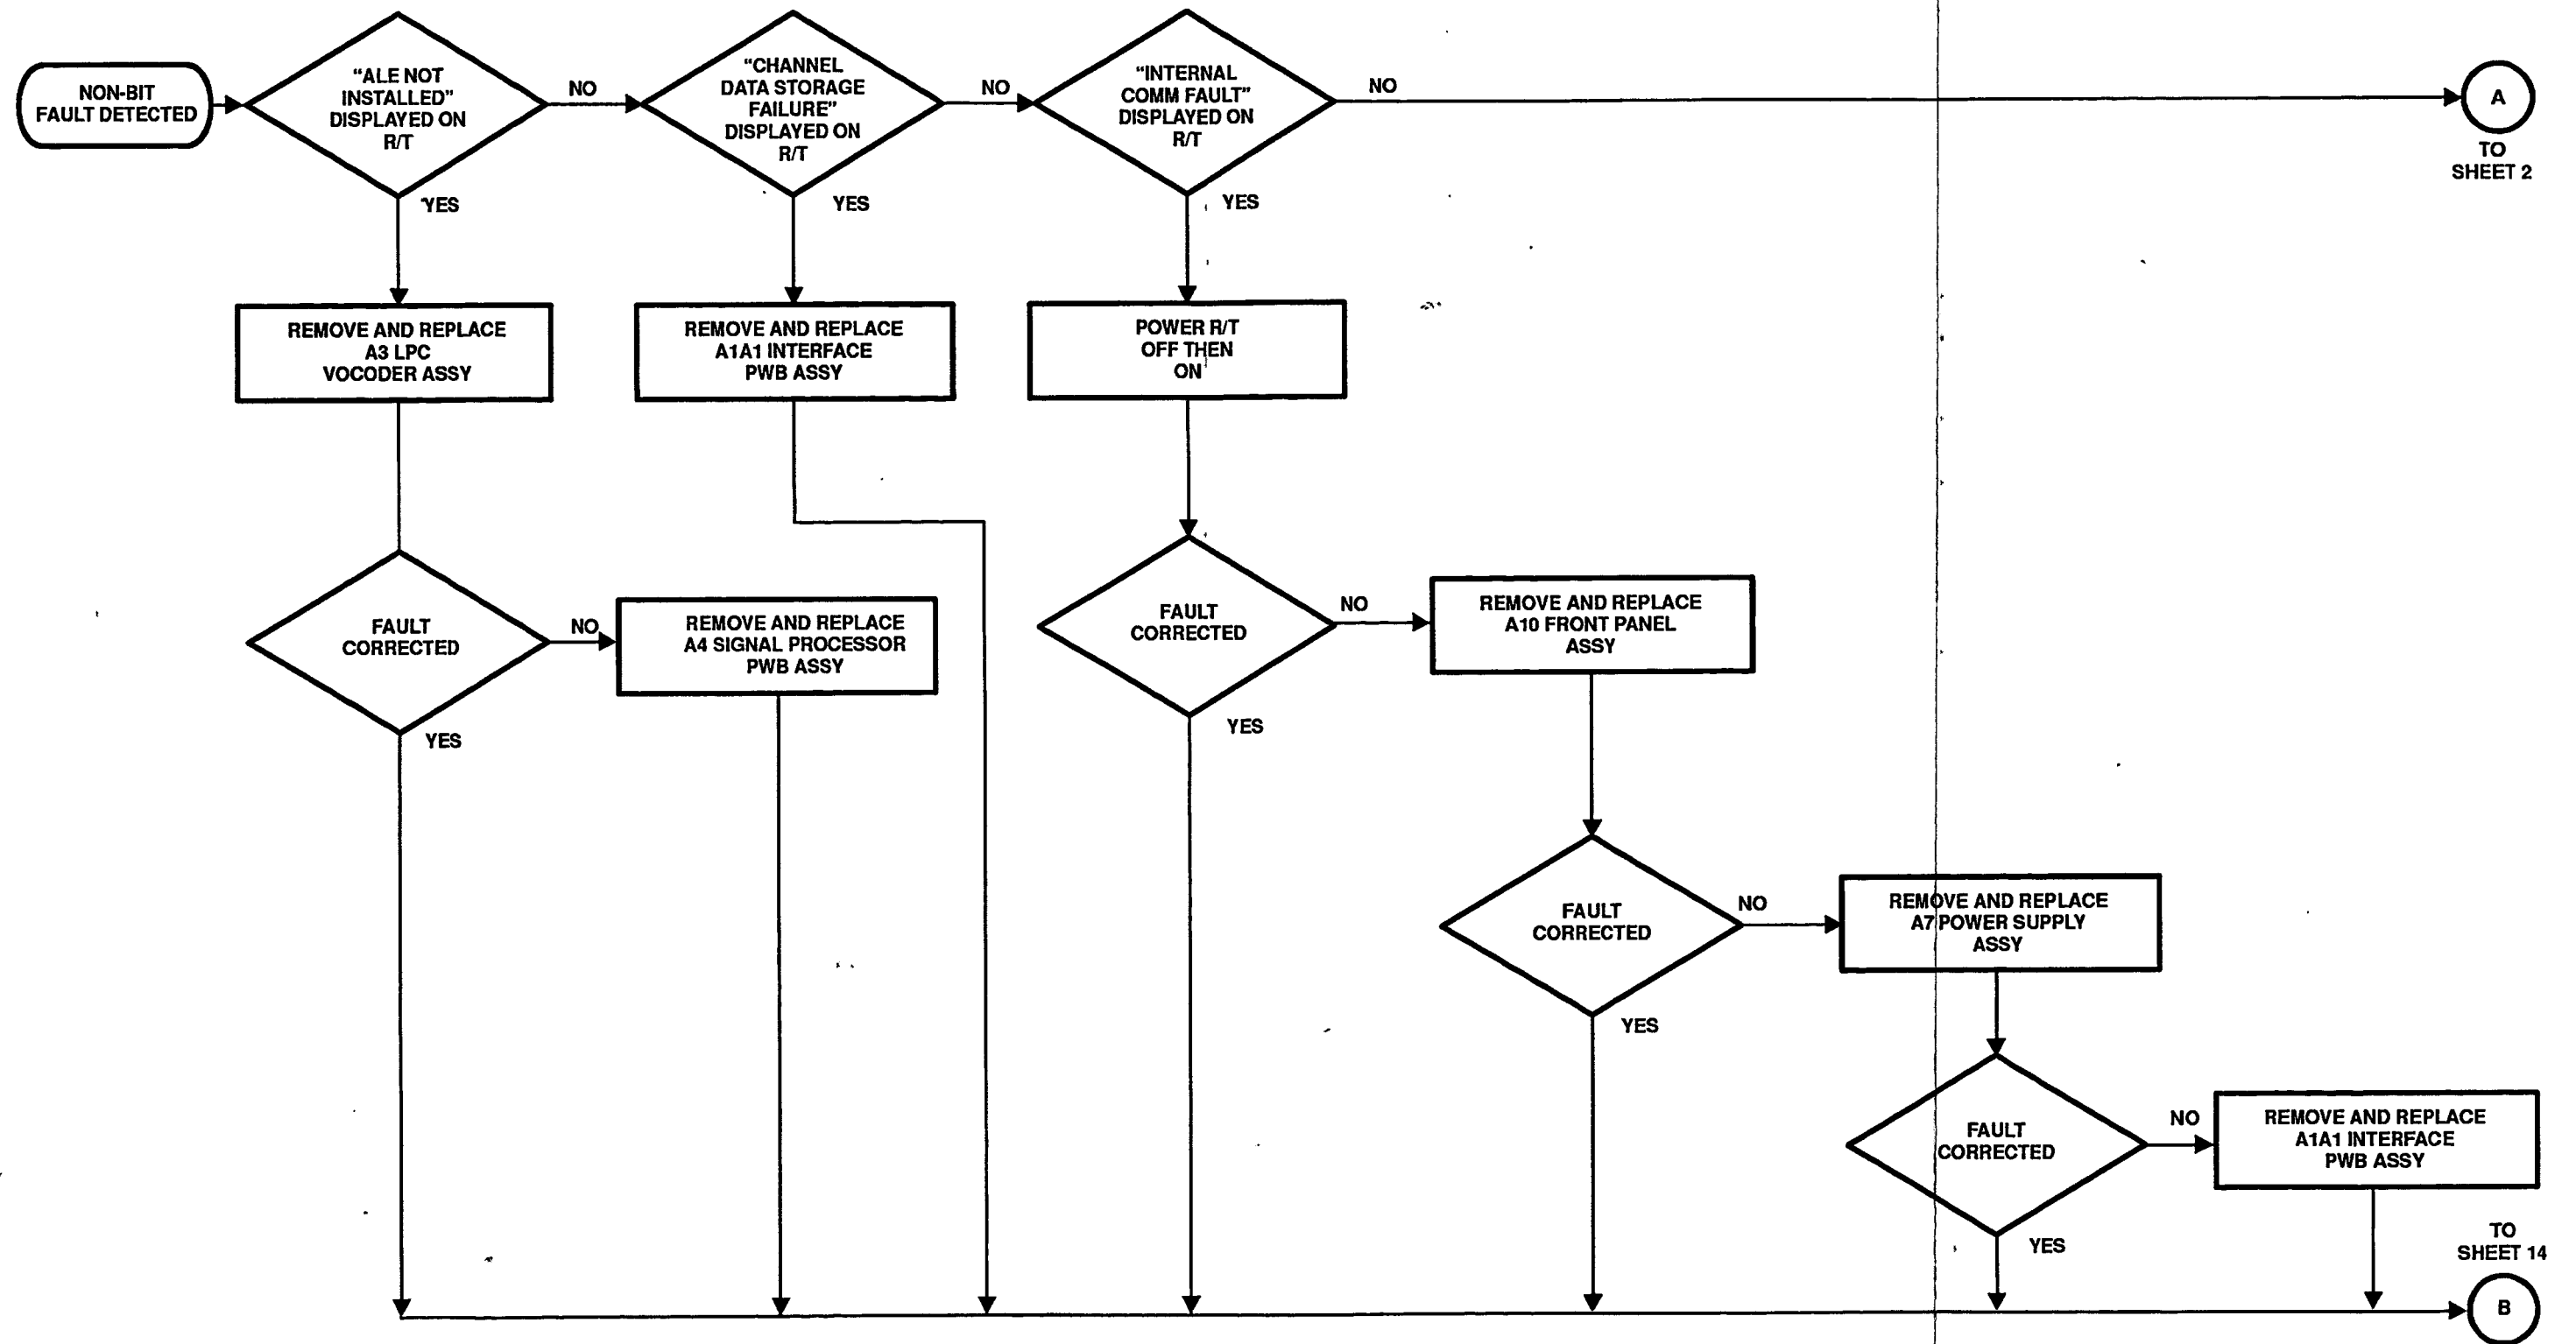 NON-BIT
FAULT DETECTED
“ALE NOT
INSTALLED”
DISPLAYED ON
R/T
NO
YES
“CHANNEL
DATA STORAGE
FAILURE”
DISPLAYED ON
R/T
NO
YES
“INTERNAL
COMM FAULT”
DISPLAYED ON
R/T
NO
YES
A
TO
SHEET 2
REMOVE AND REPLACE
A3 LPC
VOCODER ASSY
REMOVE AND REPLACE
A1A1 INTERFACE
PWB ASSY
POWER R/T
OFF THEN
ON
FAULT
CORRECTED
NO
YES
REMOVE AND REPLACE
A4 SIGNAL PROCESSOR
PWB ASSY
FAULT
CORRECTED
NO
YES
REMOVE AND REPLACE
A10 FRONT PANEL
ASSY
FAULT
CORRECTED
NO
YES
REMOVE AND REPLACE
A7 POWER SUPPLY
ASSY
FAULT
CORRECTED
NO
YES
REMOVE AND REPLACE
A1A1 INTERFACE
PWB ASSY
TO
SHEET 14
B